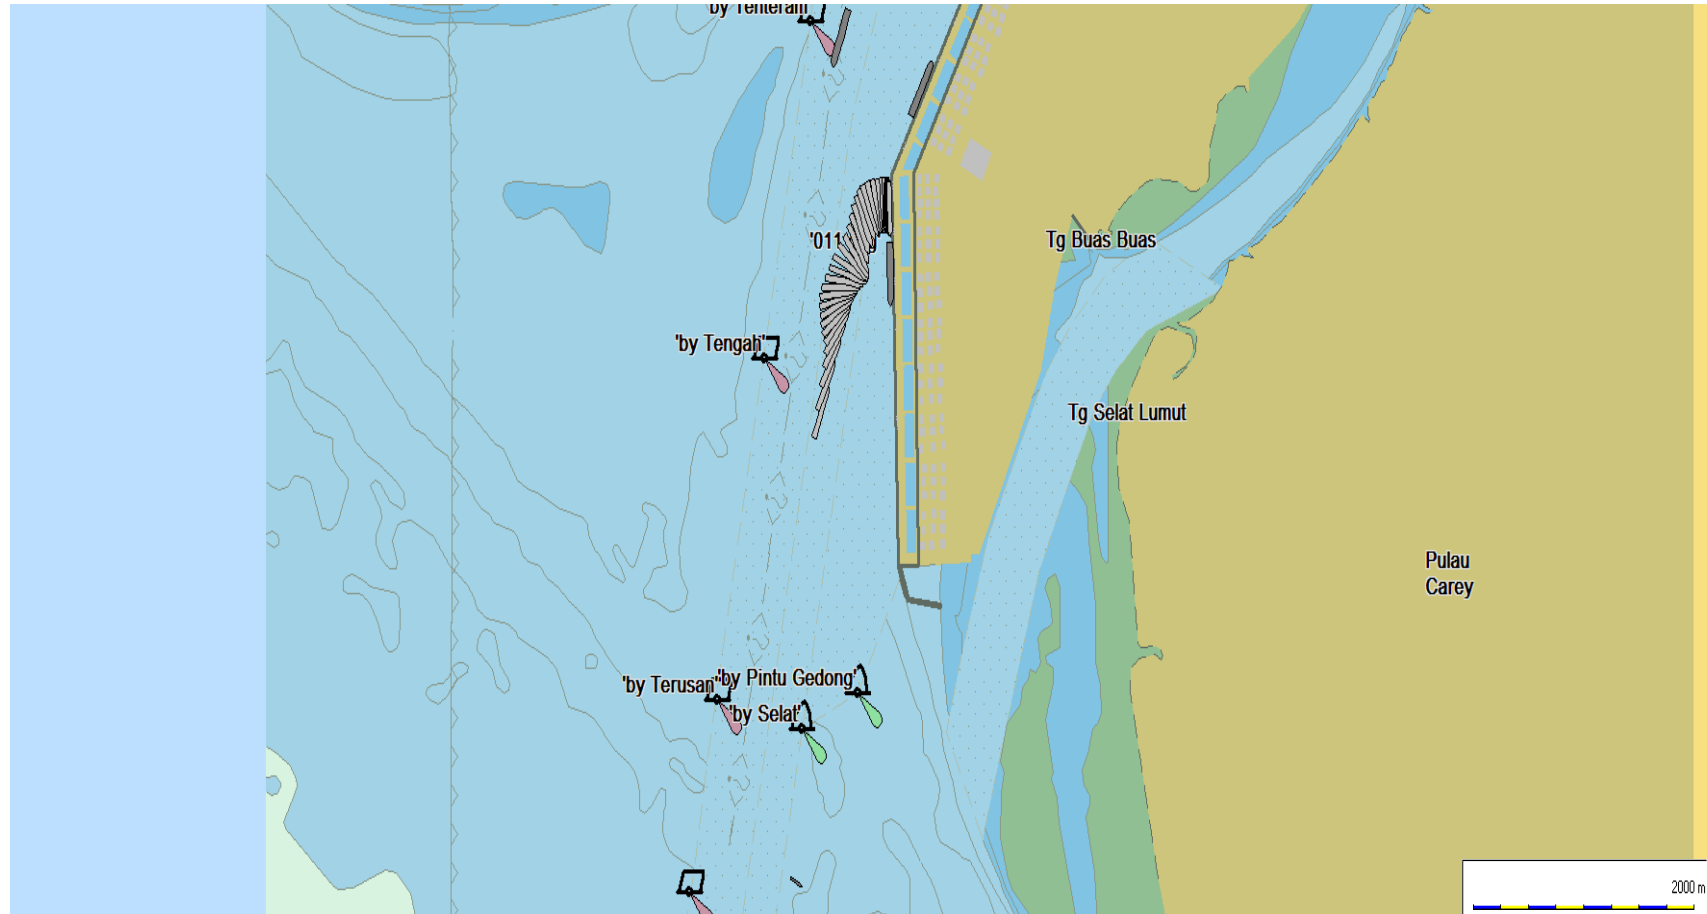 'by Tenteram'
'011
'by Tengah'
Tg Buas Buas
Tg Selat Lumut
Pulau
Carey
'by Terusan'
'by Pintu Gedong'
'by Selat'
2000 m